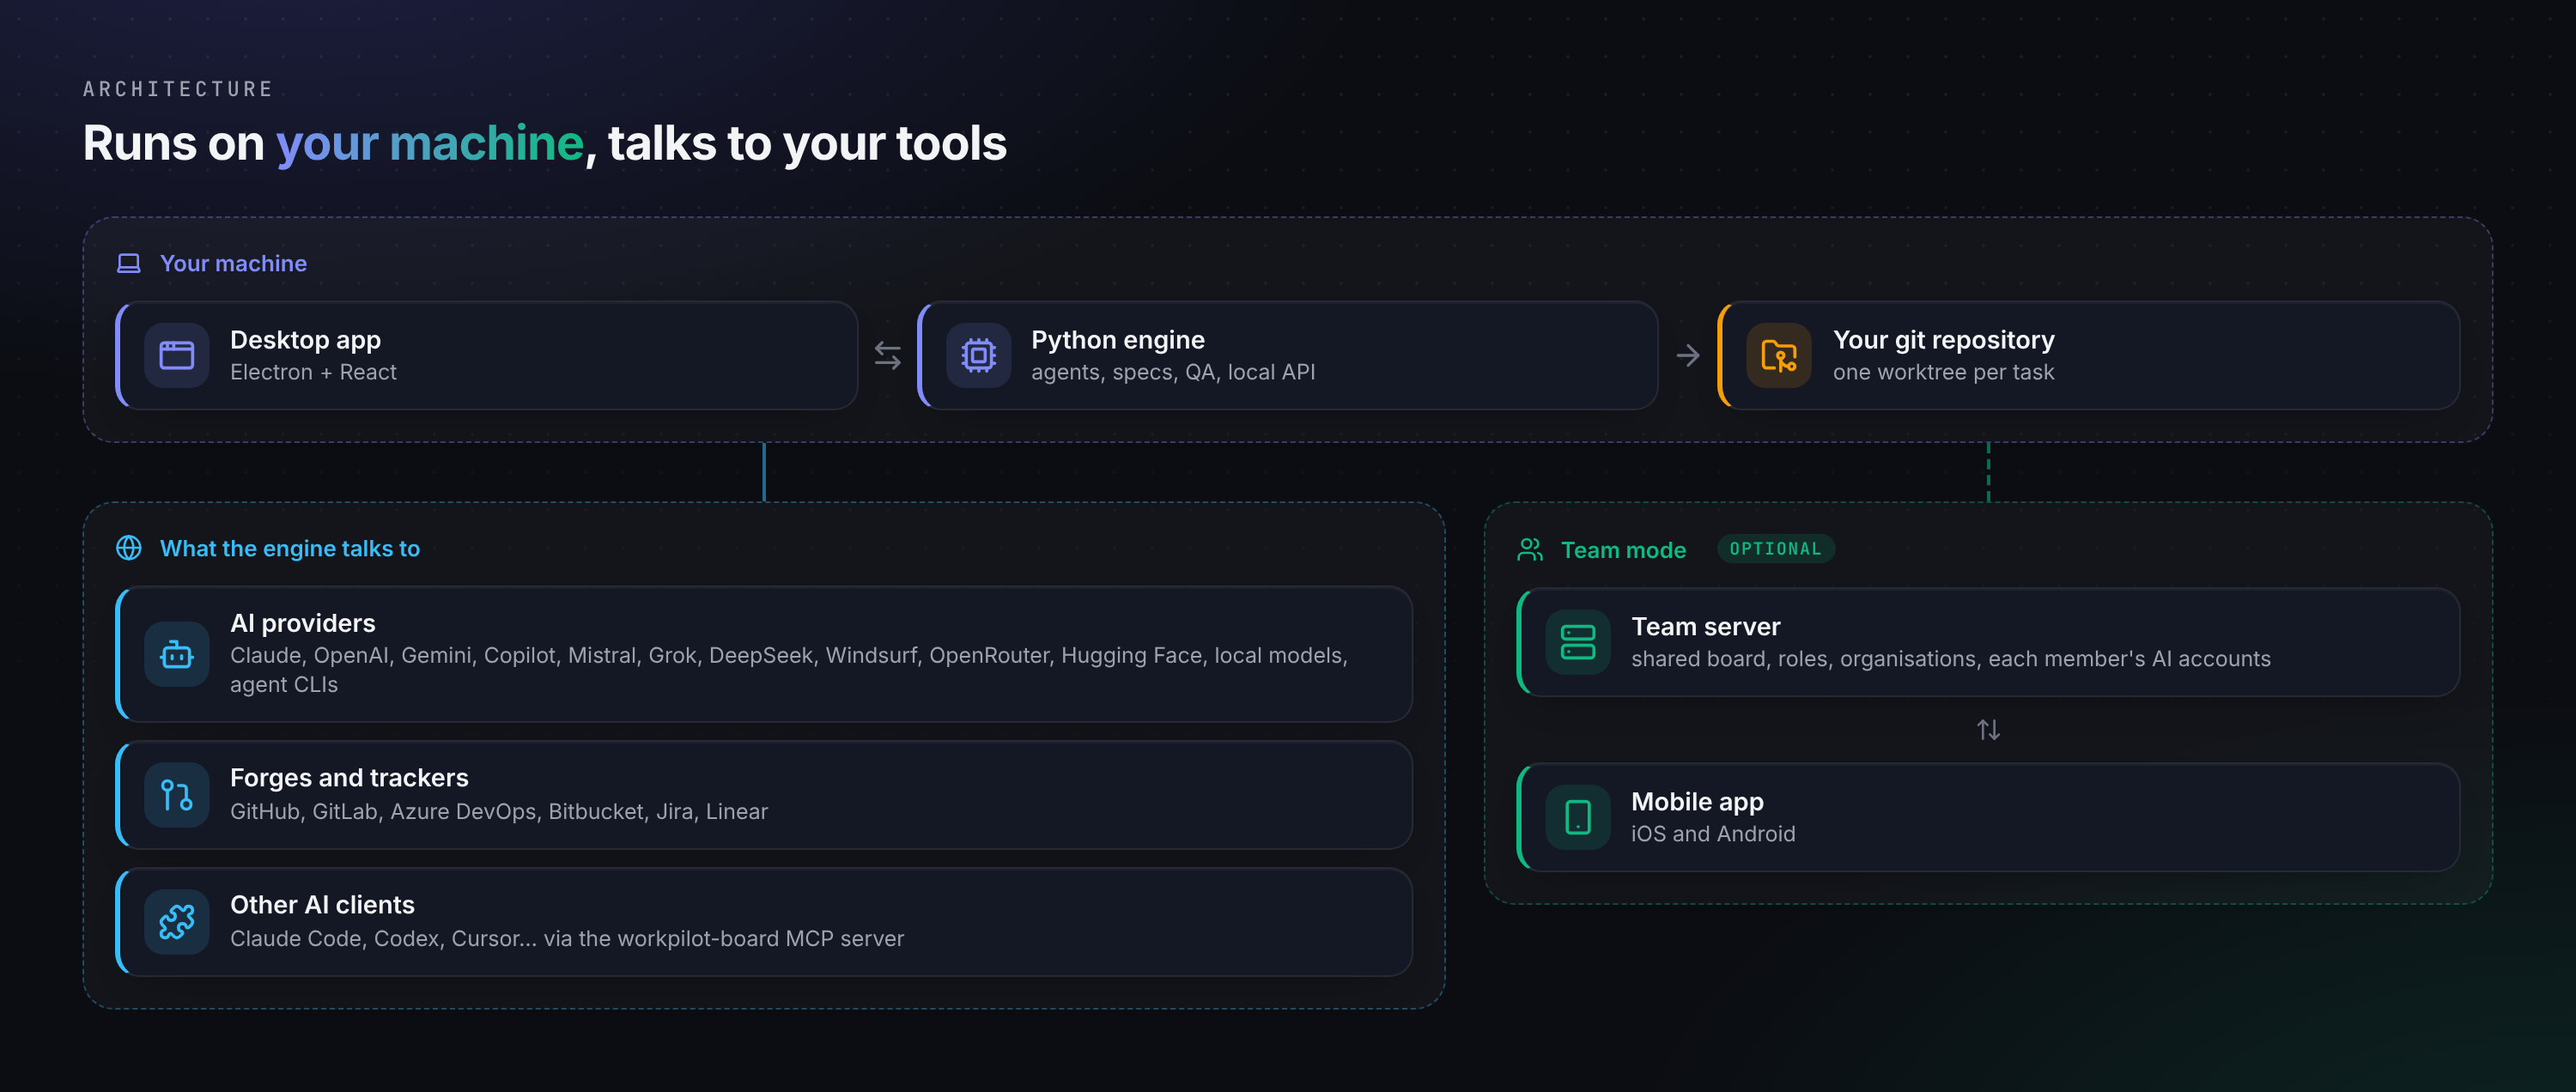 ARCHITECTURE
Runs on your machine, talks to your tools
Your machine
Desktop app
Electron + React
Python engine
agents, specs, QA, local API
Your git repository
one worktree per task
What the engine talks to
AI providers
Claude, OpenAI, Gemini, Copilot, Mistral, Grok, DeepSeek, Windsurf, OpenRouter, Hugging Face, local models,
agent CLIs
Forges and trackers
GitHub, GitLab, Azure DevOps, Bitbucket, Jira, Linear
Other AI clients
Claude Code, Codex, Cursor... via the workpilot-board MCP server
Team mode OPTIONAL
Team server
shared board, roles, organisations, each member's AI accounts
Mobile app
iOS and Android